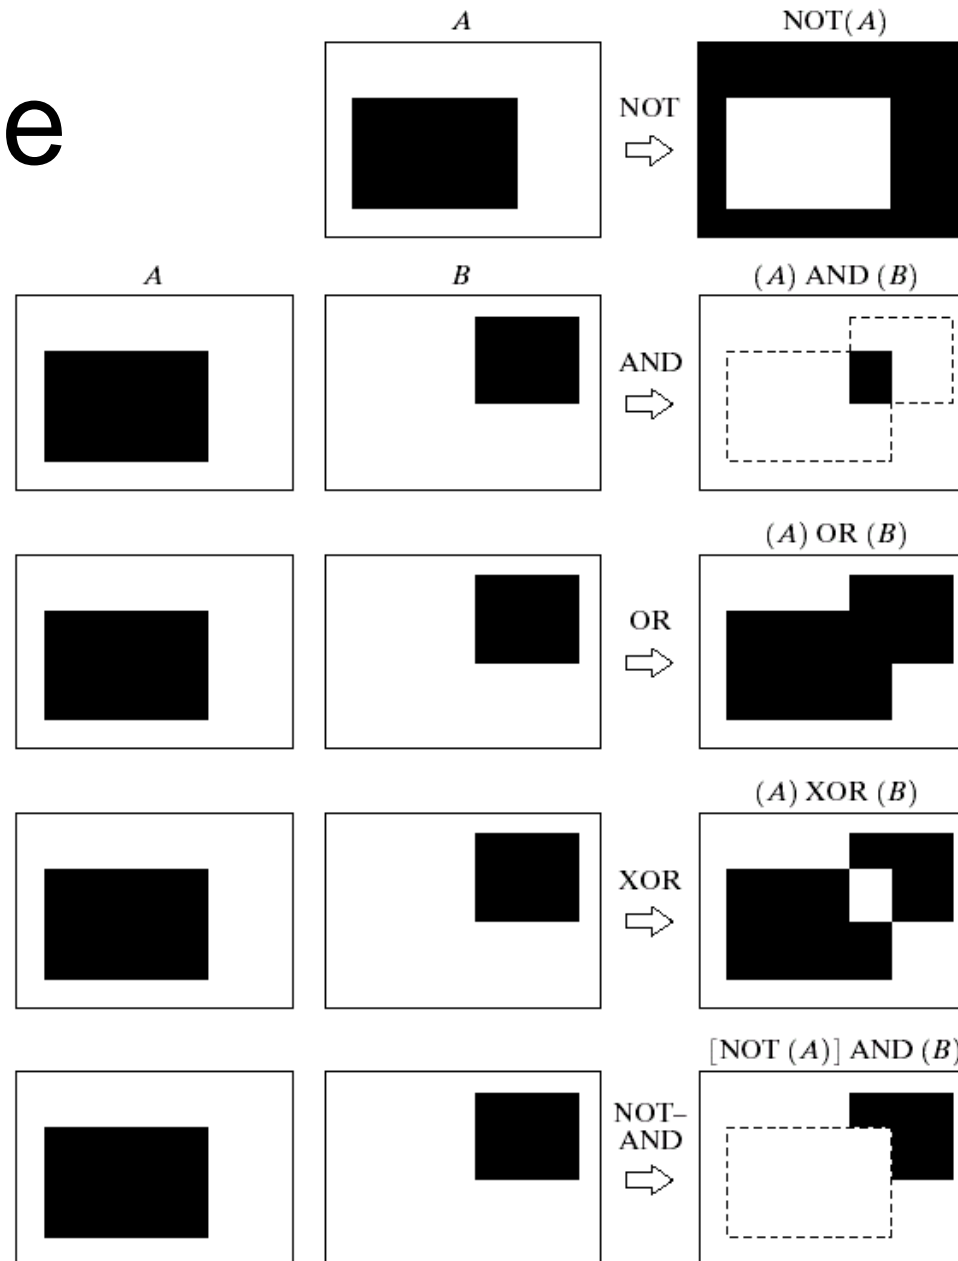 A NOT(A)
e
NOT
A B (A) AND (B)
AND
(A) OR (B)
OR
(A) XOR (B)
XOR
[NOT (A)] AND (B)
NOT–
AND